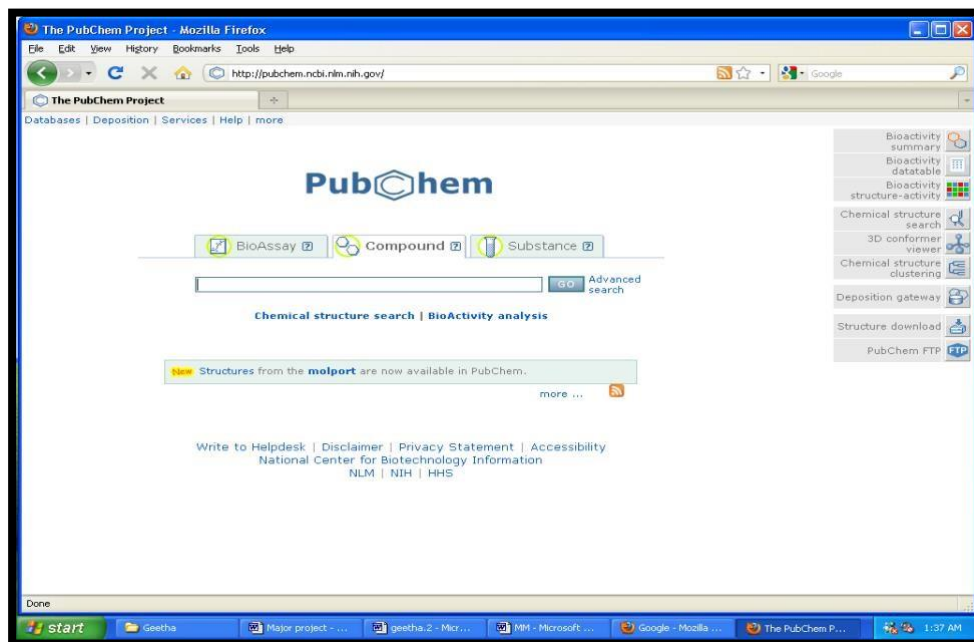 The PubChem Project - Mozilla Firefox
File Edit View History Bookmarks Tools Help
http://pubchem.ncbi.nlm.nih.gov/
Google
The PubChem Project
Databases | Deposition | Services | Help | more
PubChem
BioAssay ? Compound ? Substance ?
GO Advanced search
Chemical structure search | BioActivity analysis
New Structures from the molport are now available in PubChem.
more ...
Write to Helpdesk | Disclaimer | Privacy Statement | Accessibility
National Center for Biotechnology Information
NLM | NIH | HHS
Bioactivity
summary
Bioactivity
datatable
Bioactivity
structure-activity
Chemical structure
search
3D conformer
viewer
Chemical structure
clustering
Deposition gateway
Structure download
PubChem FTP FTP
Done
start Geetha Major project - ... geetha.2 - Micr... MM - Microsoft ... Google - Mozilla ... The PubChem P... 1:37 AM